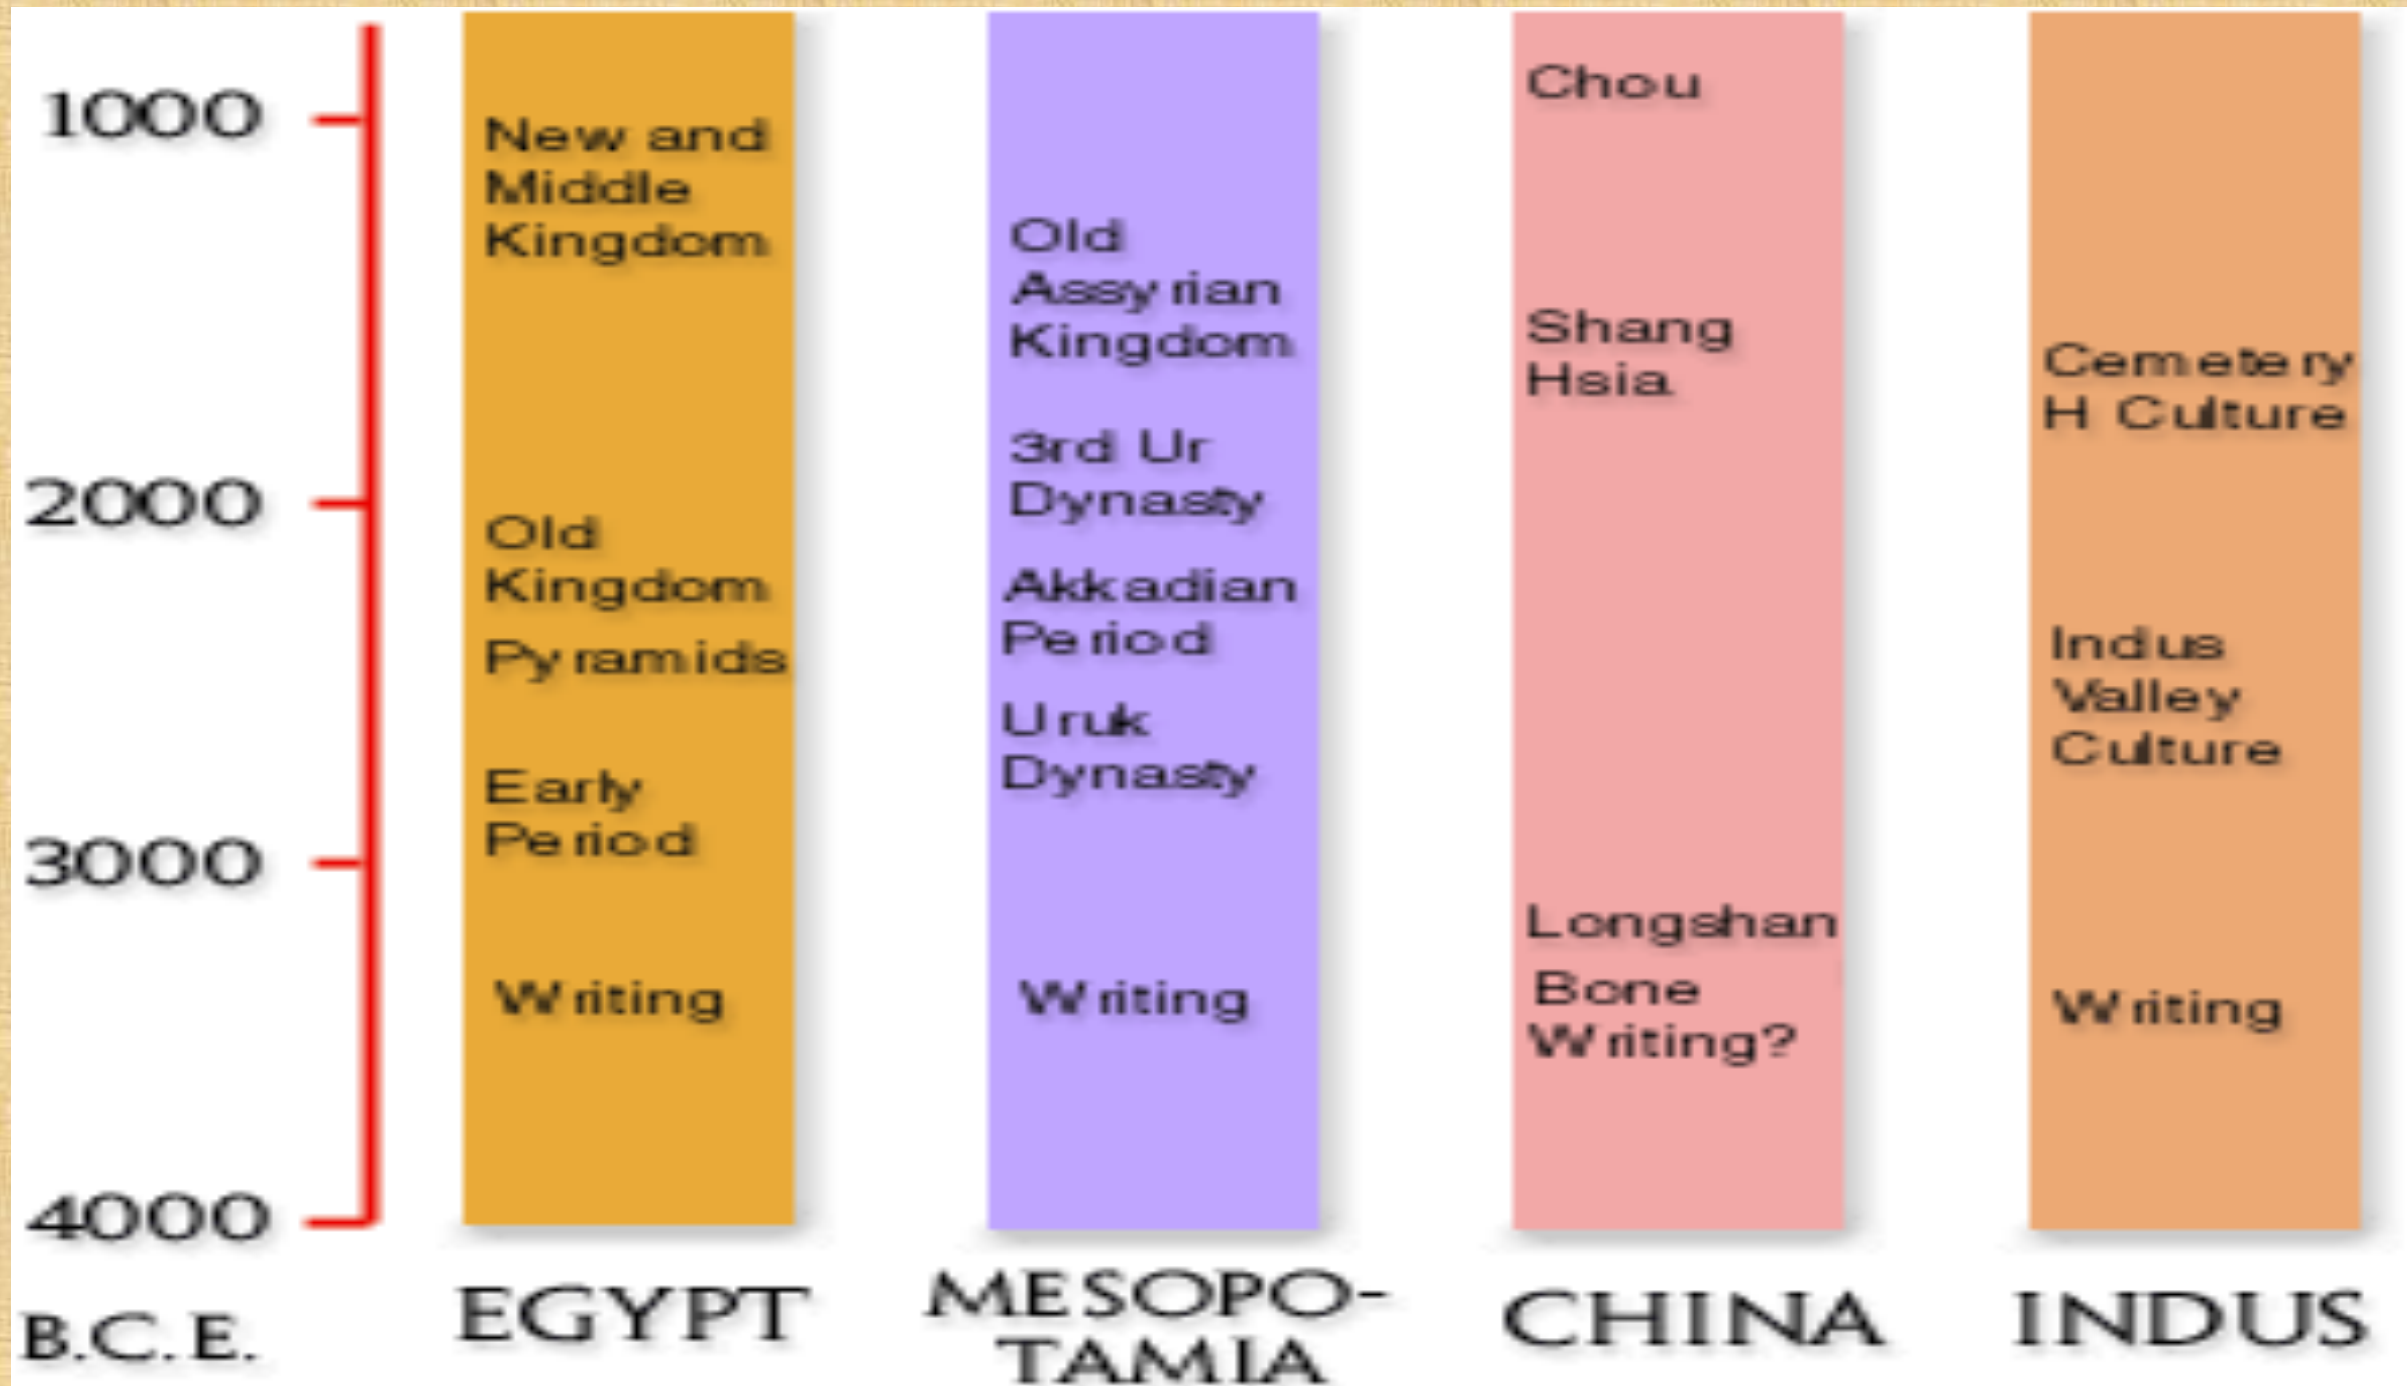 1000
2000
3000
4000
B.C.E.
New and
Middle
Kingdom
Old
Kingdom
Pyramids
Early
Period
Writing
EGYPT
Old
Assyrian
Kingdom
3rd Ur
Dynasty
Akkadian
Period
Uruk
Dynasty
Writing
MESOPO-
TAMIA
Chou
Shang
Hsia
Longshan
Bone
Writing?
CHINA
Cemetery
H Culture
Indus
Valley
Culture
Writing
INDUS